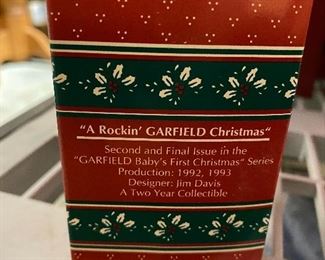 "A Rockin' GARFIELD Christmas"
Second and Final Issue in the
"GARFIELD Baby's First Christmas" Series
Production: 1992, 1993
Designer: Jim Davis
A Two Year Collectible